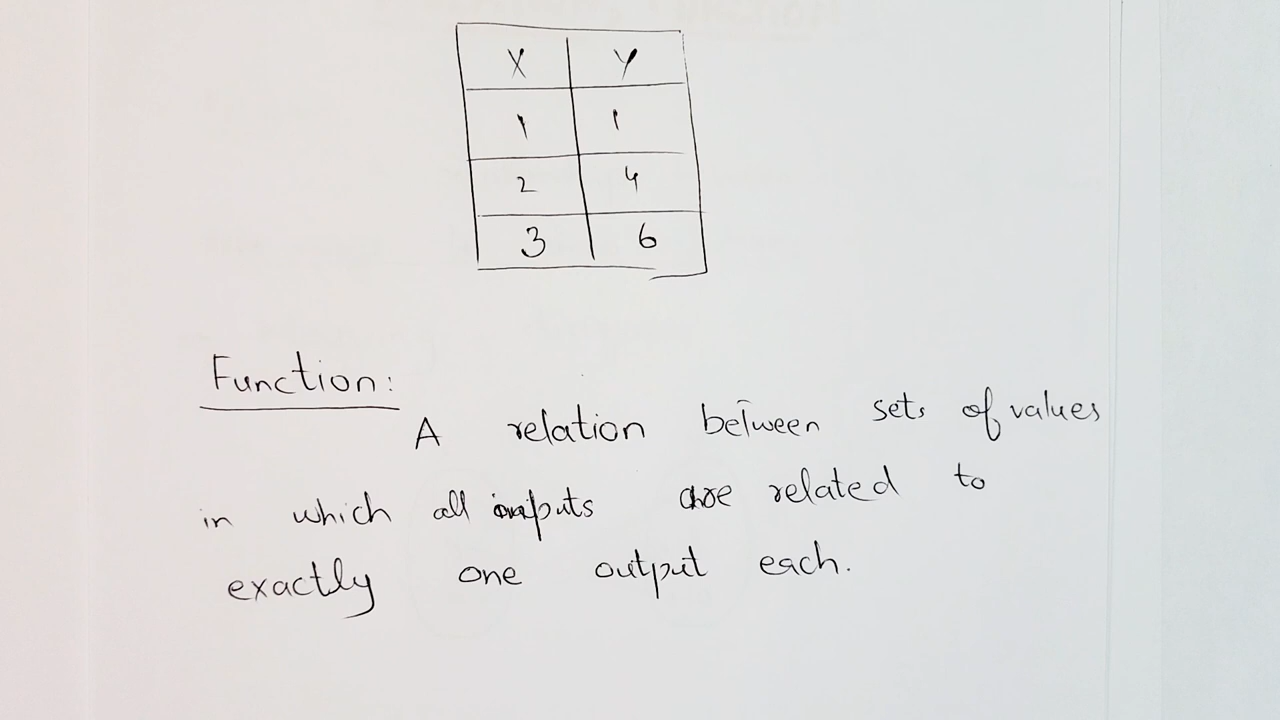 X Y
1 1
2 4
3 6
Function:
A relation between sets of values
in which all inputs are related to
exactly one output each.